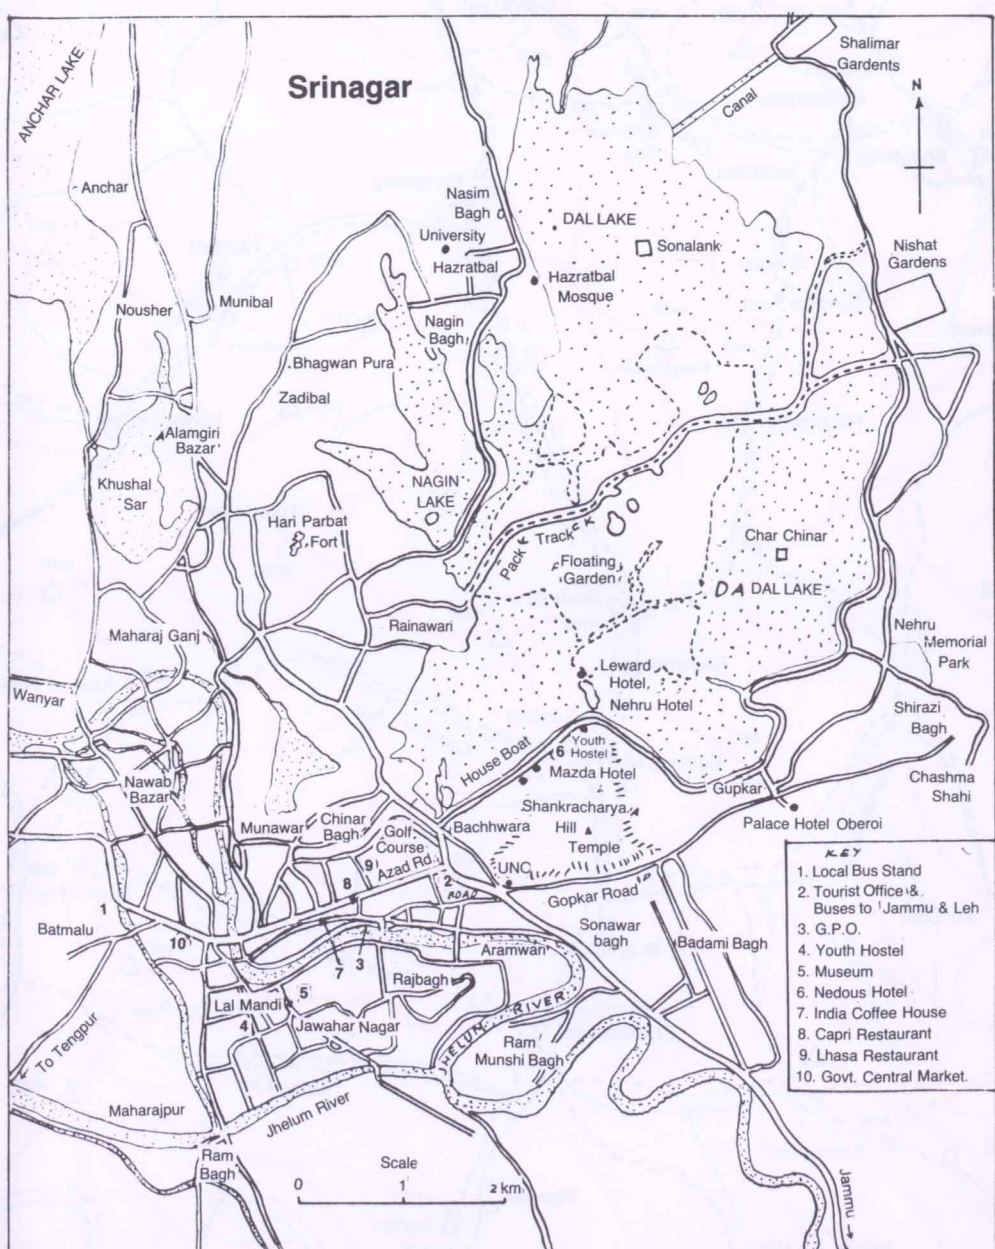 Srinagar
ANCHAR LAKE
Shalimar
Gardents
Canal
N
Anchar
Nasim
Bagh
University
Hazratbal
DAL LAKE
Sonalank
Nishat
Gardens
Hazratbal
Mosque
Nousher
Munibal
Nagin
Bagh
Bhagwan Pura
Zadibal
Alamgiri
Bazar
Khushal
Sar
NAGIN
LAKE
Hari Parbat
Fort
Pack Track
Floating
Garden
Char Chinar
DA DAL LAKE
Maharaj Ganj
Rainawari
Nehru
Memorial
Park
Leward
Hotel.
Nehru Hotel
Wanyar
Shirazi
Bagh
House Boat
Youth
Hostel
6
Mazda Hotel
Gupkar
Chashma
Shahi
Nawab
Bazar
Shankracharya
Hill
Temple
Palace Hotel Oberoi
Munawar
Chinar
Bagh
Golf
Course
Bachhwara
Azad Rd.
9
8
2
ROAD
UNO
Gopkar Road
1
Batmalu
10
7
3
Aramwari
Sonawar
bagh
Badami Bagh
Rajbagh
Lal Mandi
5
4
Jawahar Nagar
JHELUM RIVER
Ram
Munshi Bagh
To Tengpur
Maharajpur
Jhelum River
Ram
Bagh
Scale
0 1 2 km
Jammu
KEY
1. Local Bus Stand
2. Tourist Office &
Buses to Jammu & Leh
3. G.P.O.
4. Youth Hostel
5. Museum
6. Nedous Hotel
7. India Coffee House
8. Capri Restaurant
9. Lhasa Restaurant
10. Govt. Central Market.